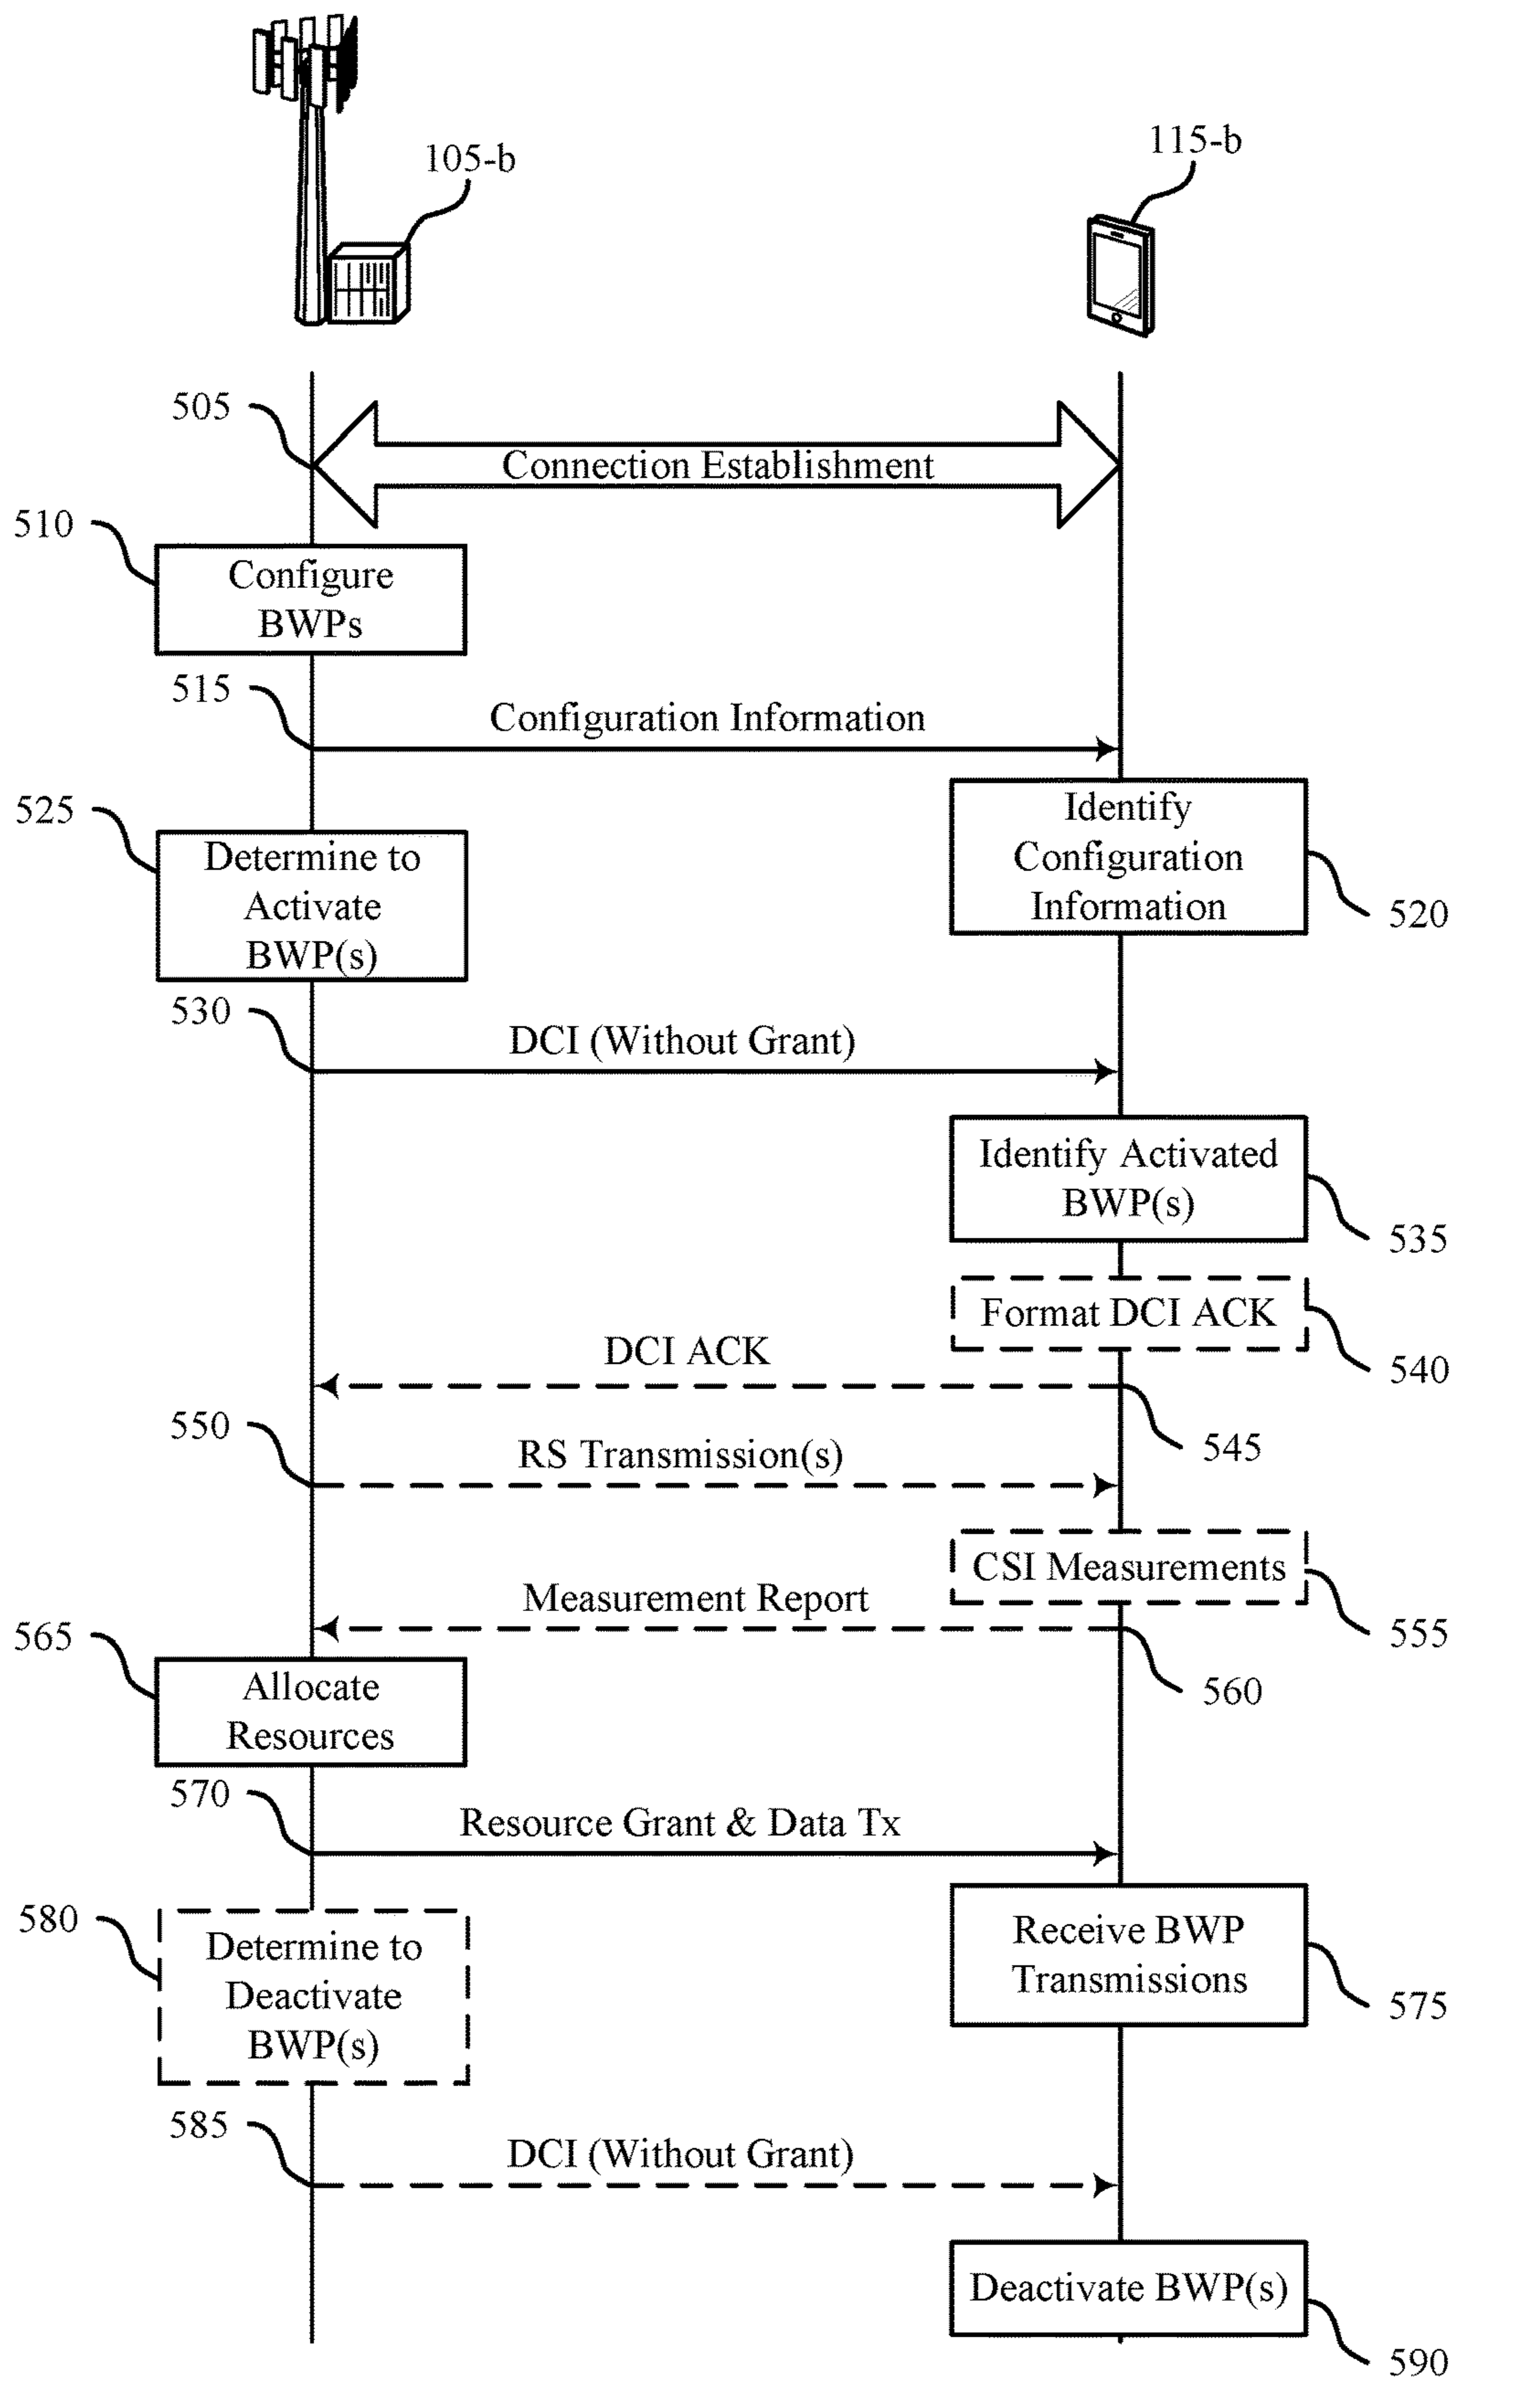 105-b
115-b
505
Connection Establishment
510
Configure
BWPs
515
Configuration Information
525
Determine to
Activate
BWP(s)
Identify
Configuration
Information
520
530
DCI (Without Grant)
Identify Activated
BWP(s)
535
Format DCI ACK
540
DCI ACK
545
550
RS Transmission(s)
CSI Measurements
555
Measurement Report
560
565
Allocate
Resources
570
Resource Grant & Data Tx
580
Determine to
Deactivate
BWP(s)
Receive BWP
Transmissions
575
585
DCI (Without Grant)
Deactivate BWP(s)
590